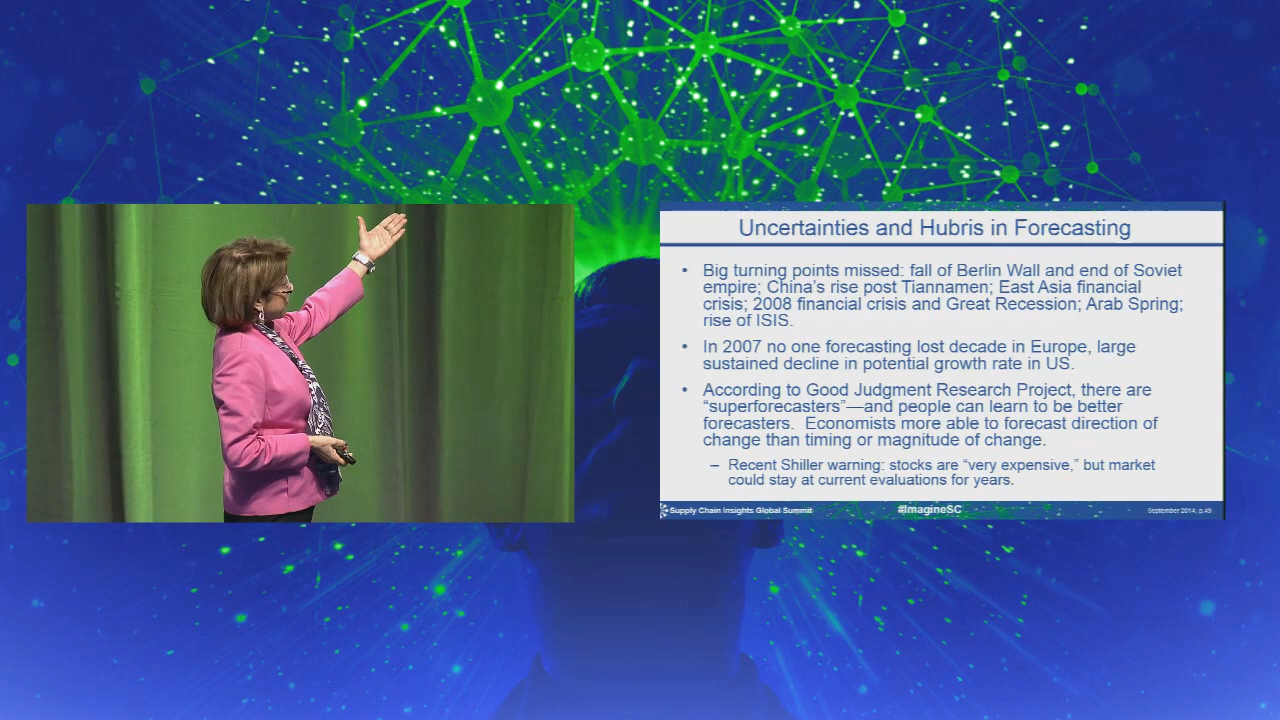 Uncertainties and Hubris in Forecasting
• Big turning points missed: fall of Berlin Wall and end of Soviet
empire; China's rise post Tiannamen; East Asia financial
crisis; 2008 financial crisis and Great Recession; Arab Spring;
rise of ISIS.
• In 2007 no one forecasting lost decade in Europe, large
sustained decline in potential growth rate in US.
• According to Good Judgment Research Project, there are
“superforecasters”—and people can learn to be better
forecasters. Economists more able to forecast direction of
change than timing or magnitude of change.
– Recent Shiller warning: stocks are “very expensive,” but market
could stay at current evaluations for years.
Supply Chain Insights Global Summit #ImagineSC September 2014, p.49